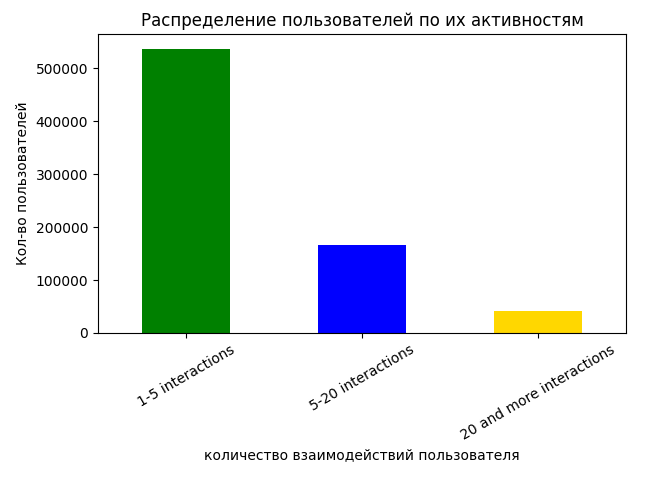 Распределение пользователей по их активностям
Кол-во пользователей
500000
400000
300000
200000
100000
0
1-5 interactions
5-20 interactions
20 and more interactions
количество взаимодействий пользователя